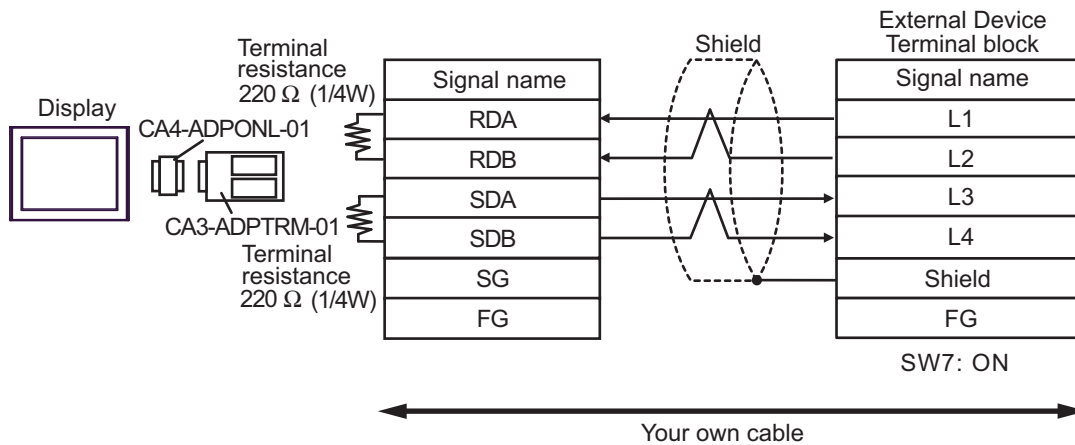 External Device
Terminal block
Shield
Terminal
resistance
220 Ω (1/4W)
Signal name
Signal name
Display
CA4-ADPONL-01
RDA
L1
RDB
L2
SDA
L3
CA3-ADPTRM-01
SDB
L4
Terminal
resistance
220 Ω (1/4W)
SG
Shield
FG
FG
SW7: ON
Your own cable